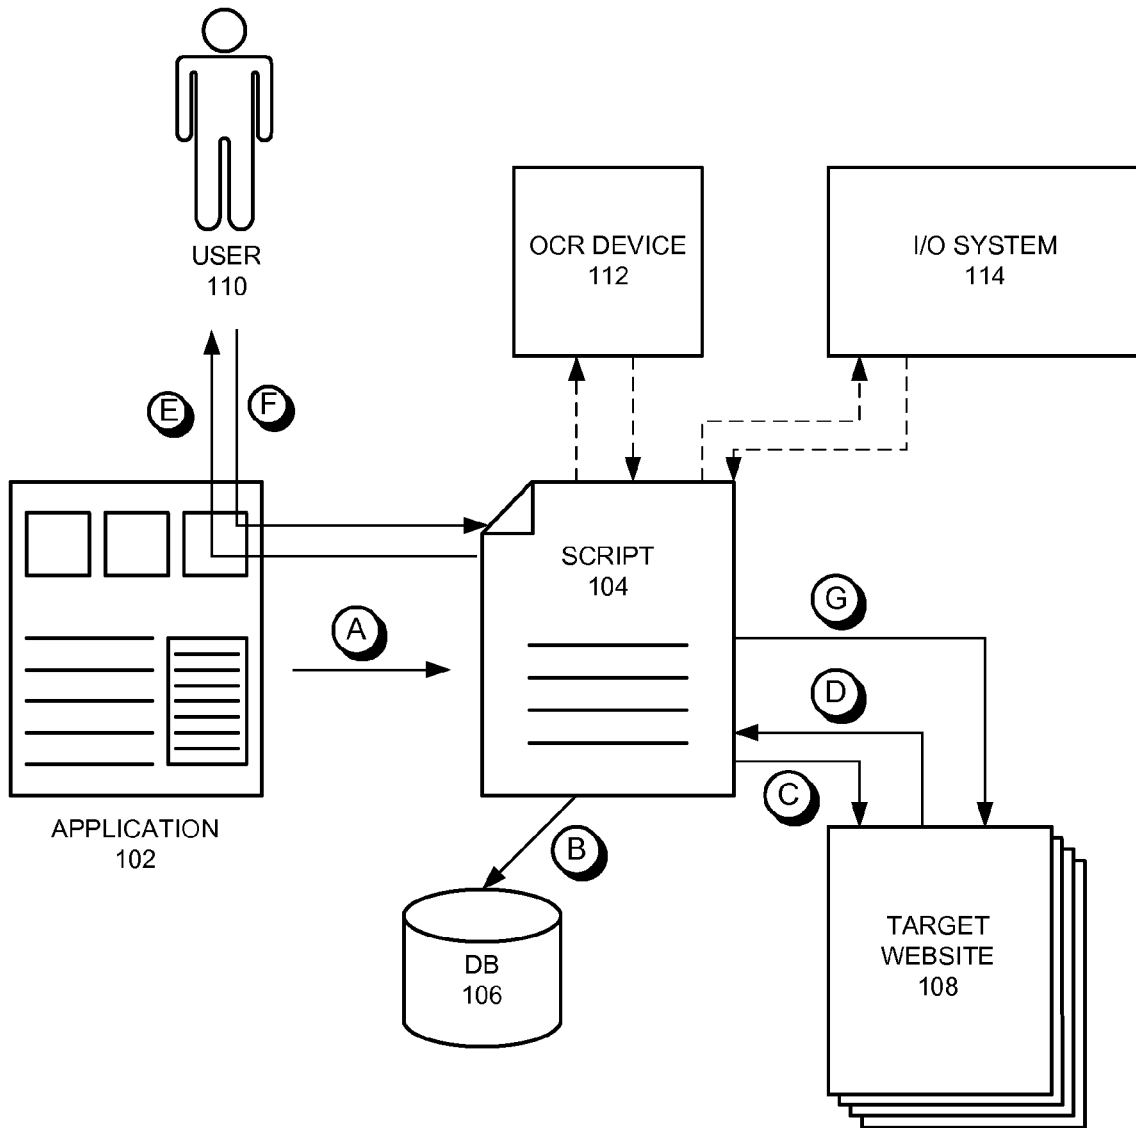 USER
110
OCR DEVICE
112
I/O SYSTEM
114
E
F
SCRIPT
104
A
G
D
C
APPLICATION
102
B
DB
106
TARGET
WEBSITE
108